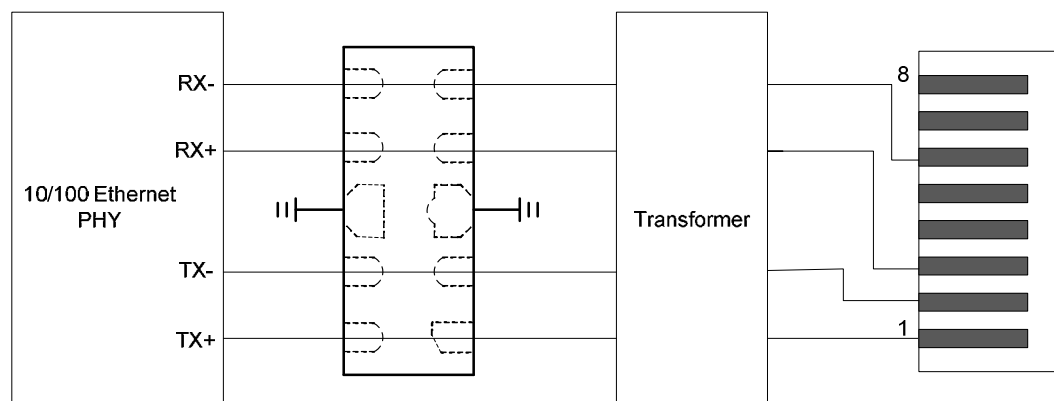 RX-
8
RX+
10/100 Ethernet
PHY
Transformer
TX-
TX+
1